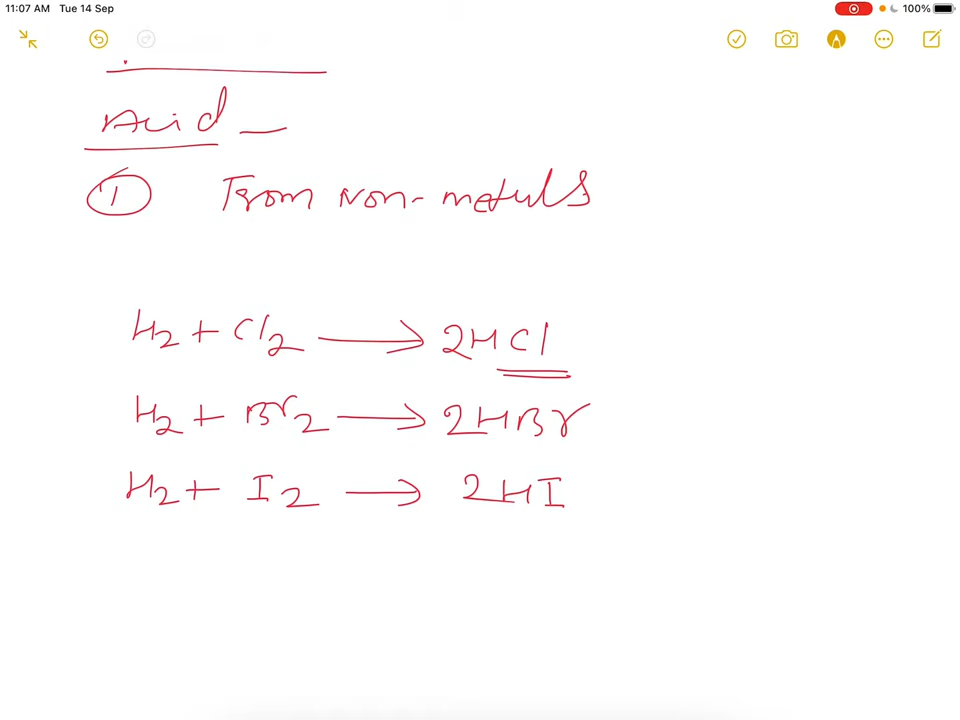 11:07 AM Tue 14 Sep 100%
Acid -
① From Non-metals
H₂ + Cl₂ ⟶ 2HCl
H₂ + Br₂ ⟶ 2HBr
H₂ + I₂ ⟶ 2HI